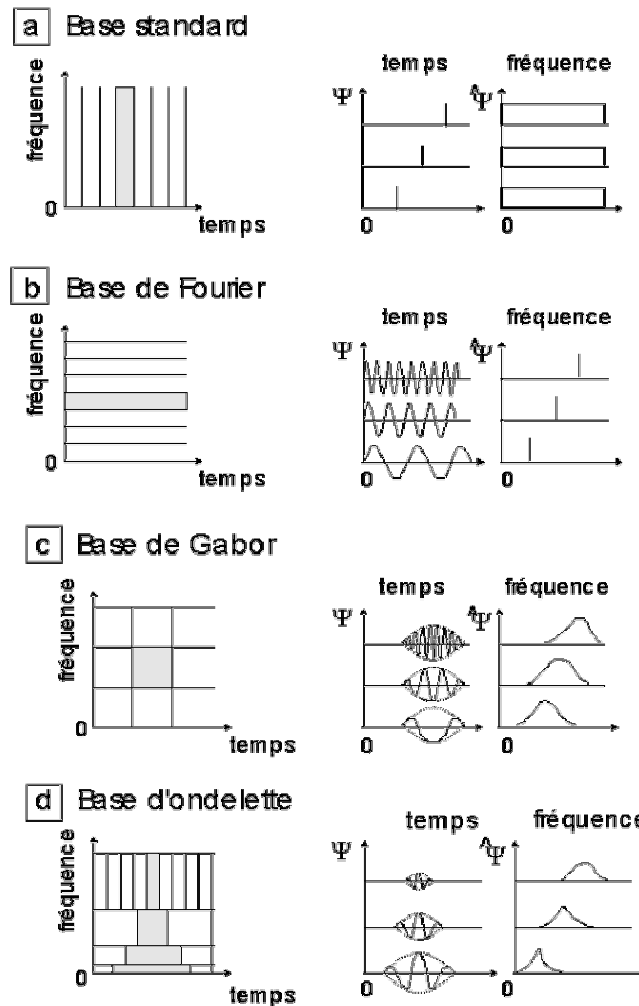 a Base standard
temps fréquence
fréquence
Ψ ^Ψ
0 temps
0 0
b Base de Fourier
temps fréquence
fréquence
Ψ ^Ψ
0 temps
0 0
c Base de Gabor
temps fréquence
fréquence
Ψ ^Ψ
0 temps
0 0
d Base d'ondelette
temps fréquence
fréquence
Ψ ^Ψ
0 temps
0 0